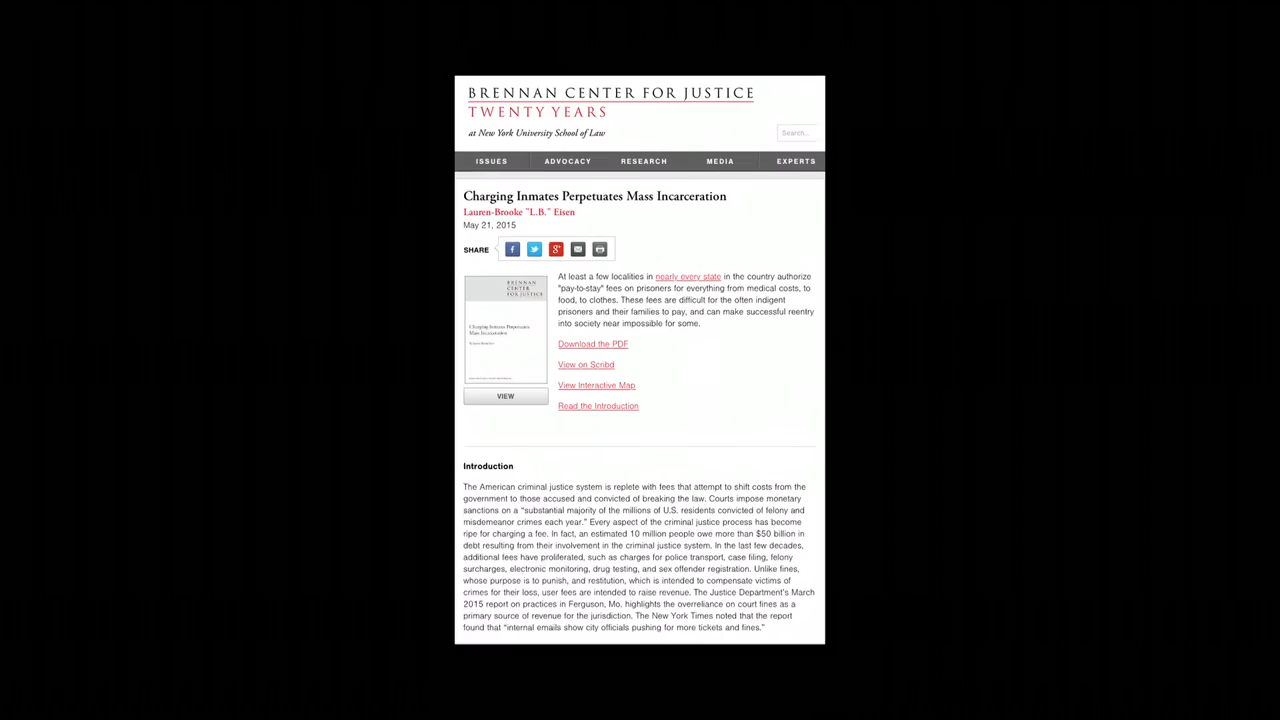 BRENNAN CENTER FOR JUSTICE
TWENTY YEARS
at New York University School of Law
Search...
ISSUES ADVOCACY RESEARCH MEDIA EXPERTS
Charging Inmates Perpetuates Mass Incarceration
Lauren-Brooke "L.B." Eisen
May 21, 2015
SHARE
BRENNAN
CENTER
FOR JUSTICE
Charging Inmates Perpetuates
Mass Incarceration
VIEW
At least a few localities in nearly every state in the country authorize
"pay-to-stay" fees on prisoners for everything from medical costs, to
food, to clothes. These fees are difficult for the often indigent
prisoners and their families to pay, and can make successful reentry
into society near impossible for some.
Download the PDF
View on Scribd
View Interactive Map
Read the Introduction
Introduction
The American criminal justice system is replete with fees that attempt to shift costs from the
government to those accused and convicted of breaking the law. Courts impose monetary
sanctions on a “substantial majority of the millions of U.S. residents convicted of felony and
misdemeanor crimes each year.” Every aspect of the criminal justice process has become
ripe for charging a fee. In fact, an estimated 10 million people owe more than $50 billion in
debt resulting from their involvement in the criminal justice system. In the last few decades,
additional fees have proliferated, such as charges for police transport, case filing, felony
surcharges, electronic monitoring, drug testing, and sex offender registration. Unlike fines,
whose purpose is to punish, and restitution, which is intended to compensate victims of
crimes for their loss, user fees are intended to raise revenue. The Justice Department's March
2015 report on practices in Ferguson, Mo. highlights the overreliance on court fines as a
primary source of revenue for the jurisdiction. The New York Times noted that the report
found that “internal emails show city officials pushing for more tickets and fines.”